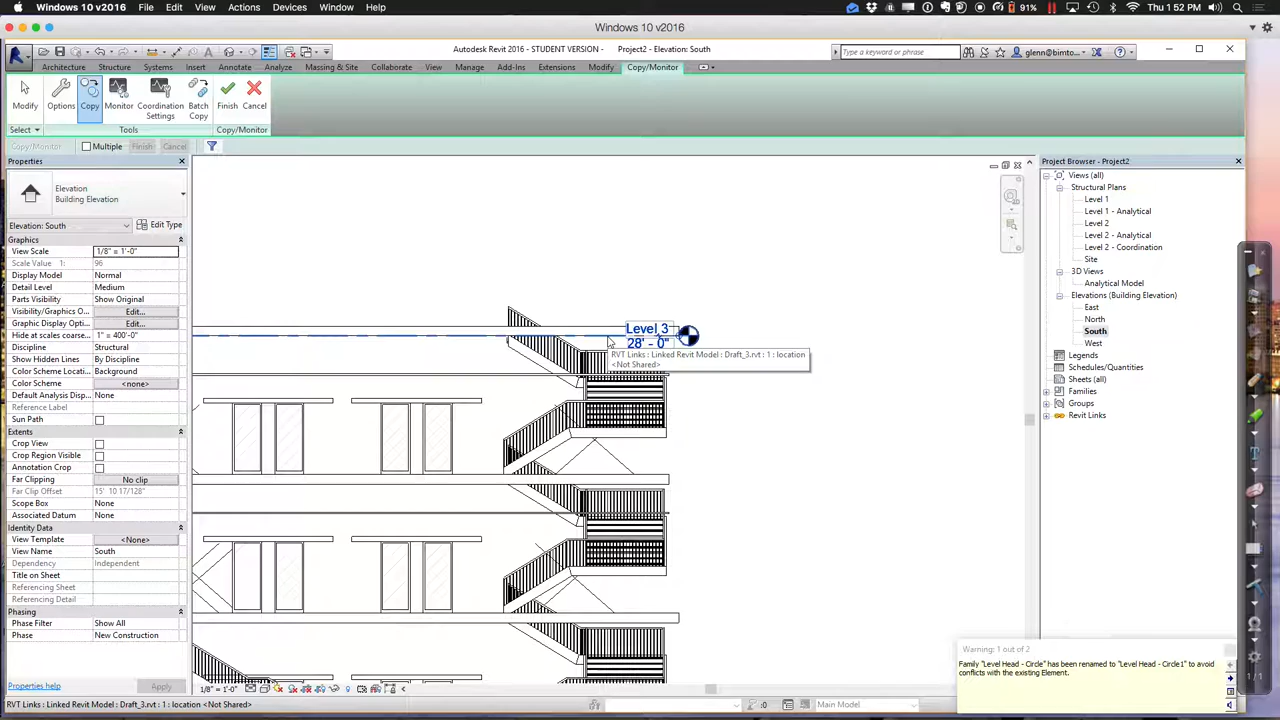 Windows 10 v2016 File Edit View Actions Devices Window Help 91% Thu 1:52 PM
Windows 10 v2016
Autodesk Revit 2016 - STUDENT VERSION - Project2 - Elevation: South Type a keyword or phrase glenn@bimto...
Architecture Structure Systems Insert Annotate Analyze Massing & Site Collaborate View Manage Add-Ins Extensions Modify Copy/Monitor
Modify Options Copy Monitor Coordination Settings Batch Copy Finish Cancel
Select Tools Copy/Monitor
Copy/Monitor Multiple Finish Cancel
Properties
Elevation
Building Elevation
Elevation: South Edit Type
Graphics
View Scale 1/8" = 1'-0"
Scale Value 1: 96
Display Model Normal
Detail Level Medium
Parts Visibility Show Original
Visibility/Graphics O... Edit...
Graphic Display Opti... Edit...
Hide at scales coarse... 1" = 400'-0"
Discipline Structural
Show Hidden Lines By Discipline
Color Scheme Locati... Background
Color Scheme <none>
Default Analysis Disp... None
Reference Label
Sun Path
Extents
Crop View
Crop Region Visible
Annotation Crop
Far Clipping No clip
Far Clip Offset 15' 10 17/128"
Scope Box None
Associated Datum None
Identity Data
View Template <None>
View Name South
Dependency Independent
Title on Sheet
Referencing Sheet
Referencing Detail
Phasing
Phase Filter Show All
Phase New Construction
Properties help Apply
Level 3
28' - 0"
RVT Links : Linked Revit Model : Draft_3.rvt : 1 : location
<Not Shared>
Project Browser - Project2
Views (all)
Structural Plans
Level 1
Level 1 - Analytical
Level 2
Level 2 - Analytical
Level 2 - Coordination
Site
3D Views
Analytical Model
Elevations (Building Elevation)
East
North
South
West
Legends
Schedules/Quantities
Sheets (all)
Families
Groups
Revit Links
Warning: 1 out of 2
Family "Level Head - Circle" has been renamed to "Level Head - Circle1" to avoid
conflicts with the existing Element.
1/8" = 1'-0"
RVT Links : Linked Revit Model : Draft_3.rvt : 1 : location <Not Shared> :0 Main Model
1/1